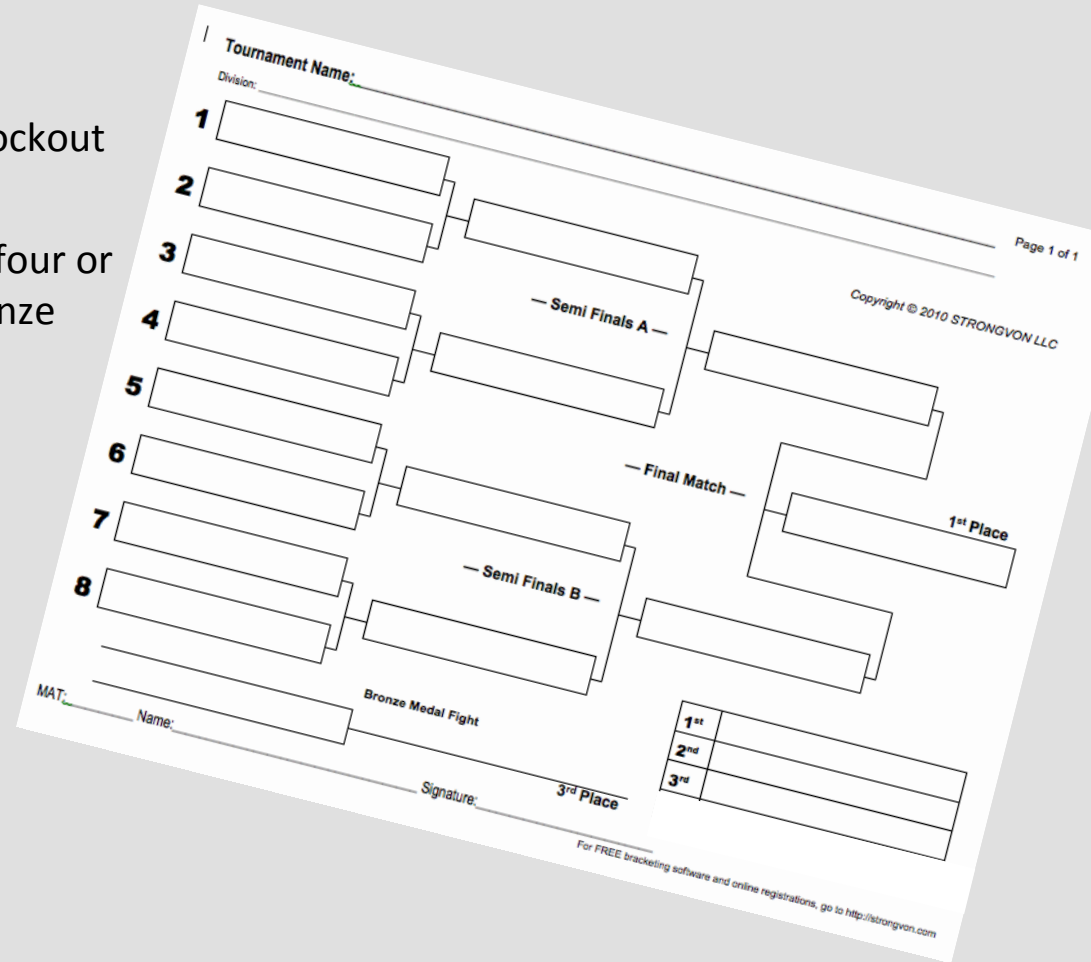 ockout
four or
nze
Tournament Name:
Division:
Page 1 of 1
Copyright © 2010 STRONGVON LLC
1
2
3
4
5
6
7
8
— Semi Finals A —
— Final Match —
1st Place
— Semi Finals B —
Bronze Medal Fight
3rd Place
1st
2nd
3rd
MAT: Name: Signature:
For FREE bracketing software and online registrations, go to http://strongvon.com